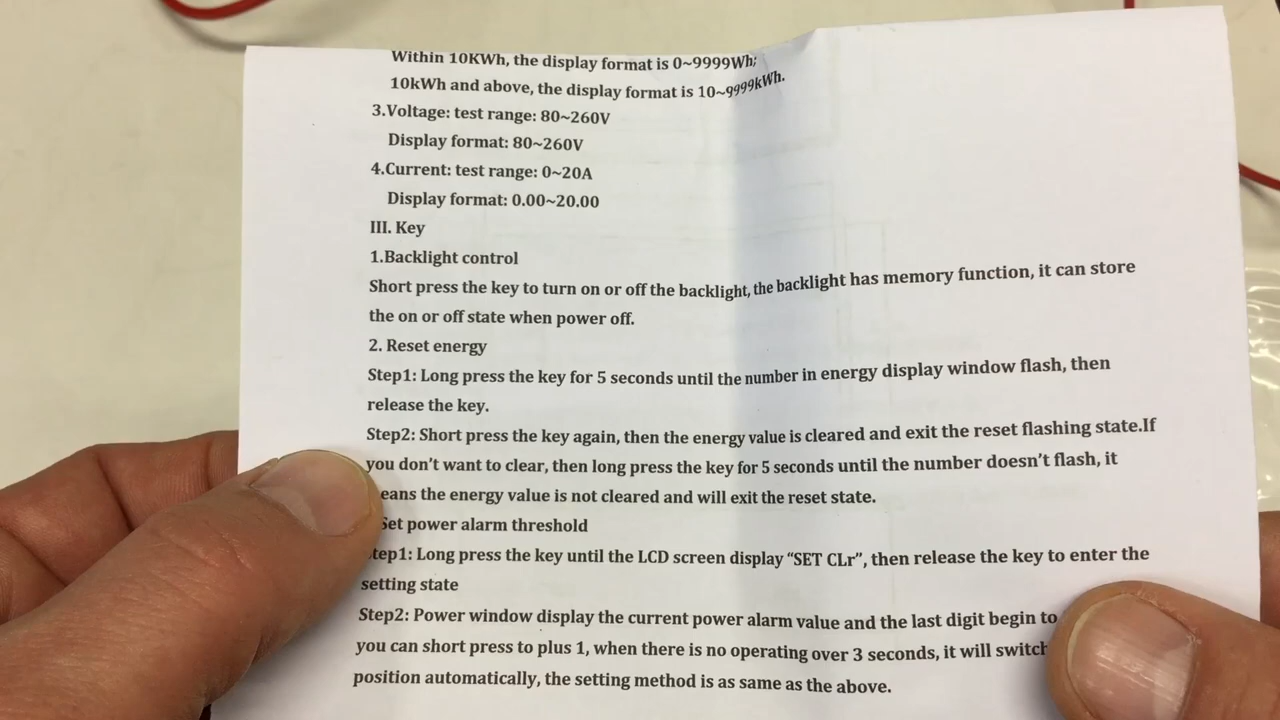 Within 10KWh, the display format is 0~9999Wh;
10kWh and above, the display format is 10~9999kWh.
3.Voltage: test range: 80~260V
Display format: 80~260V
4.Current: test range: 0~20A
Display format: 0.00~20.00
III. Key
1.Backlight control
Short press the key to turn on or off the backlight, the backlight has memory function, it can store
the on or off state when power off.
2. Reset energy
Step1: Long press the key for 5 seconds until the number in energy display window flash, then
release the key.
Step2: Short press the key again, then the energy value is cleared and exit the reset flashing state.If
you don't want to clear, then long press the key for 5 seconds until the number doesn't flash, it
eans the energy value is not cleared and will exit the reset state.
Set power alarm threshold
tep1: Long press the key until the LCD screen display “SET CLr”, then release the key to enter the
setting state
Step2: Power window display the current power alarm value and the last digit begin to
you can short press to plus 1, when there is no operating over 3 seconds, it will switch
position automatically, the setting method is as same as the above.